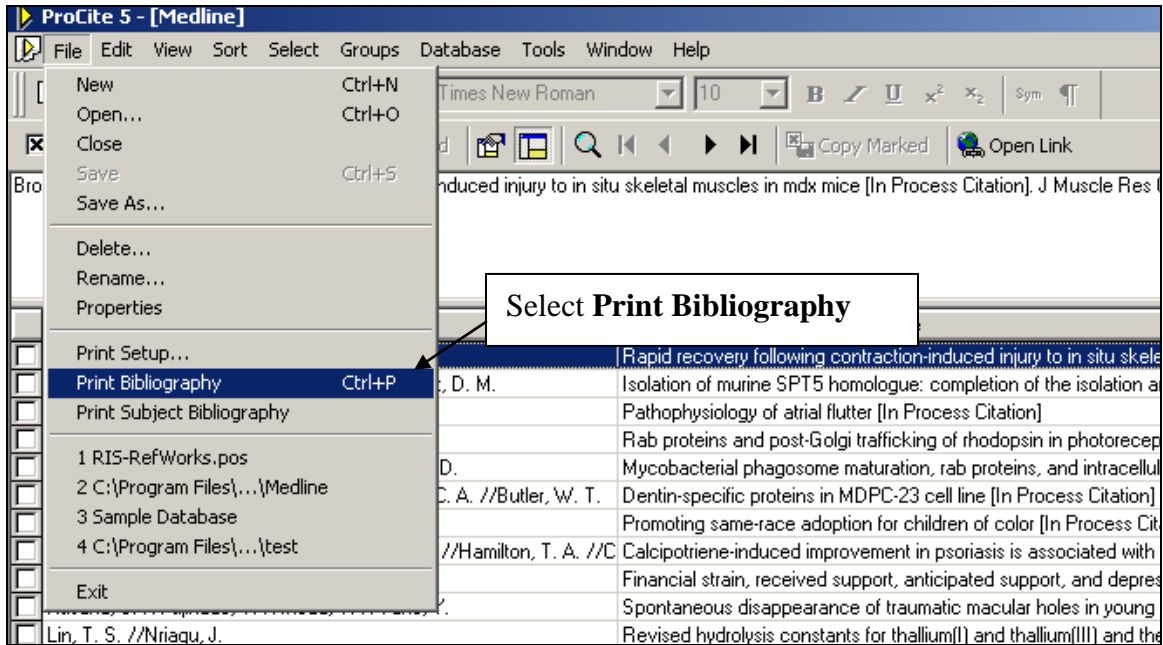 ProCite 5 - [Medline]
File Edit View Sort Select Groups Database Tools Window Help
New Ctrl+N
Times New Roman 10 B Z U x² x₂ Sym ¶
Open... Ctrl+O
Close
Copy Marked Open Link
Save Ctrl+S
Bro
nduced injury to in situ skeletal muscles in mdx mice [In Process Citation]. J Muscle Res
Save As...
Delete...
Rename...
Properties
Select Print Bibliography
Print Setup...
Rapid recovery following contraction-induced injury to in situ skele
Print Bibliography Ctrl+P
, D. M. Isolation of murine SPT5 homologue: completion of the isolation a
Print Subject Bibliography
Pathophysiology of atrial flutter [In Process Citation]
Rab proteins and post-Golgi trafficking of rhodopsin in photorecep
1 RIS-RefWorks.pos
D. Mycobacterial phagosome maturation, rab proteins, and intracellul
2 C:\Program Files\...\Medline
C. A. //Butler, W. T. Dentin-specific proteins in MDPC-23 cell line [In Process Citation]
3 Sample Database
Promoting same-race adoption for children of color [In Process Cit
4 C:\Program Files\...\test
//Hamilton, T. A. //C Calcipotriene-induced improvement in psoriasis is associated with
Financial strain, received support, anticipated support, and depres
Exit
Spontaneous disappearance of traumatic macular holes in young
Lin, T. S. //Nriagu, J. Revised hydrolysis constants for thallium(I) and thallium(III) and the